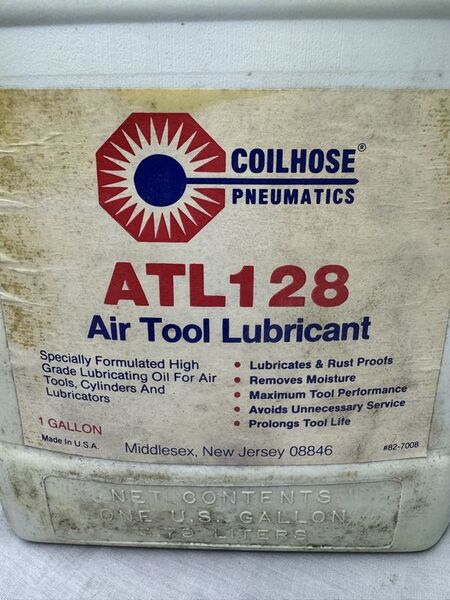 COILHOSE®
PNEUMATICS
ATL128
Air Tool Lubricant
Specially Formulated High
Grade Lubricating Oil For Air
Tools, Cylinders And
Lubricators
• Lubricates & Rust Proofs
• Removes Moisture
• Maximum Tool Performance
• Avoids Unnecessary Service
• Prolongs Tool Life
1 GALLON
Made In U.S.A.
Middlesex, New Jersey 08846
#82-7008
NET CONTENTS
ONE U.S. GALLON
LITERS